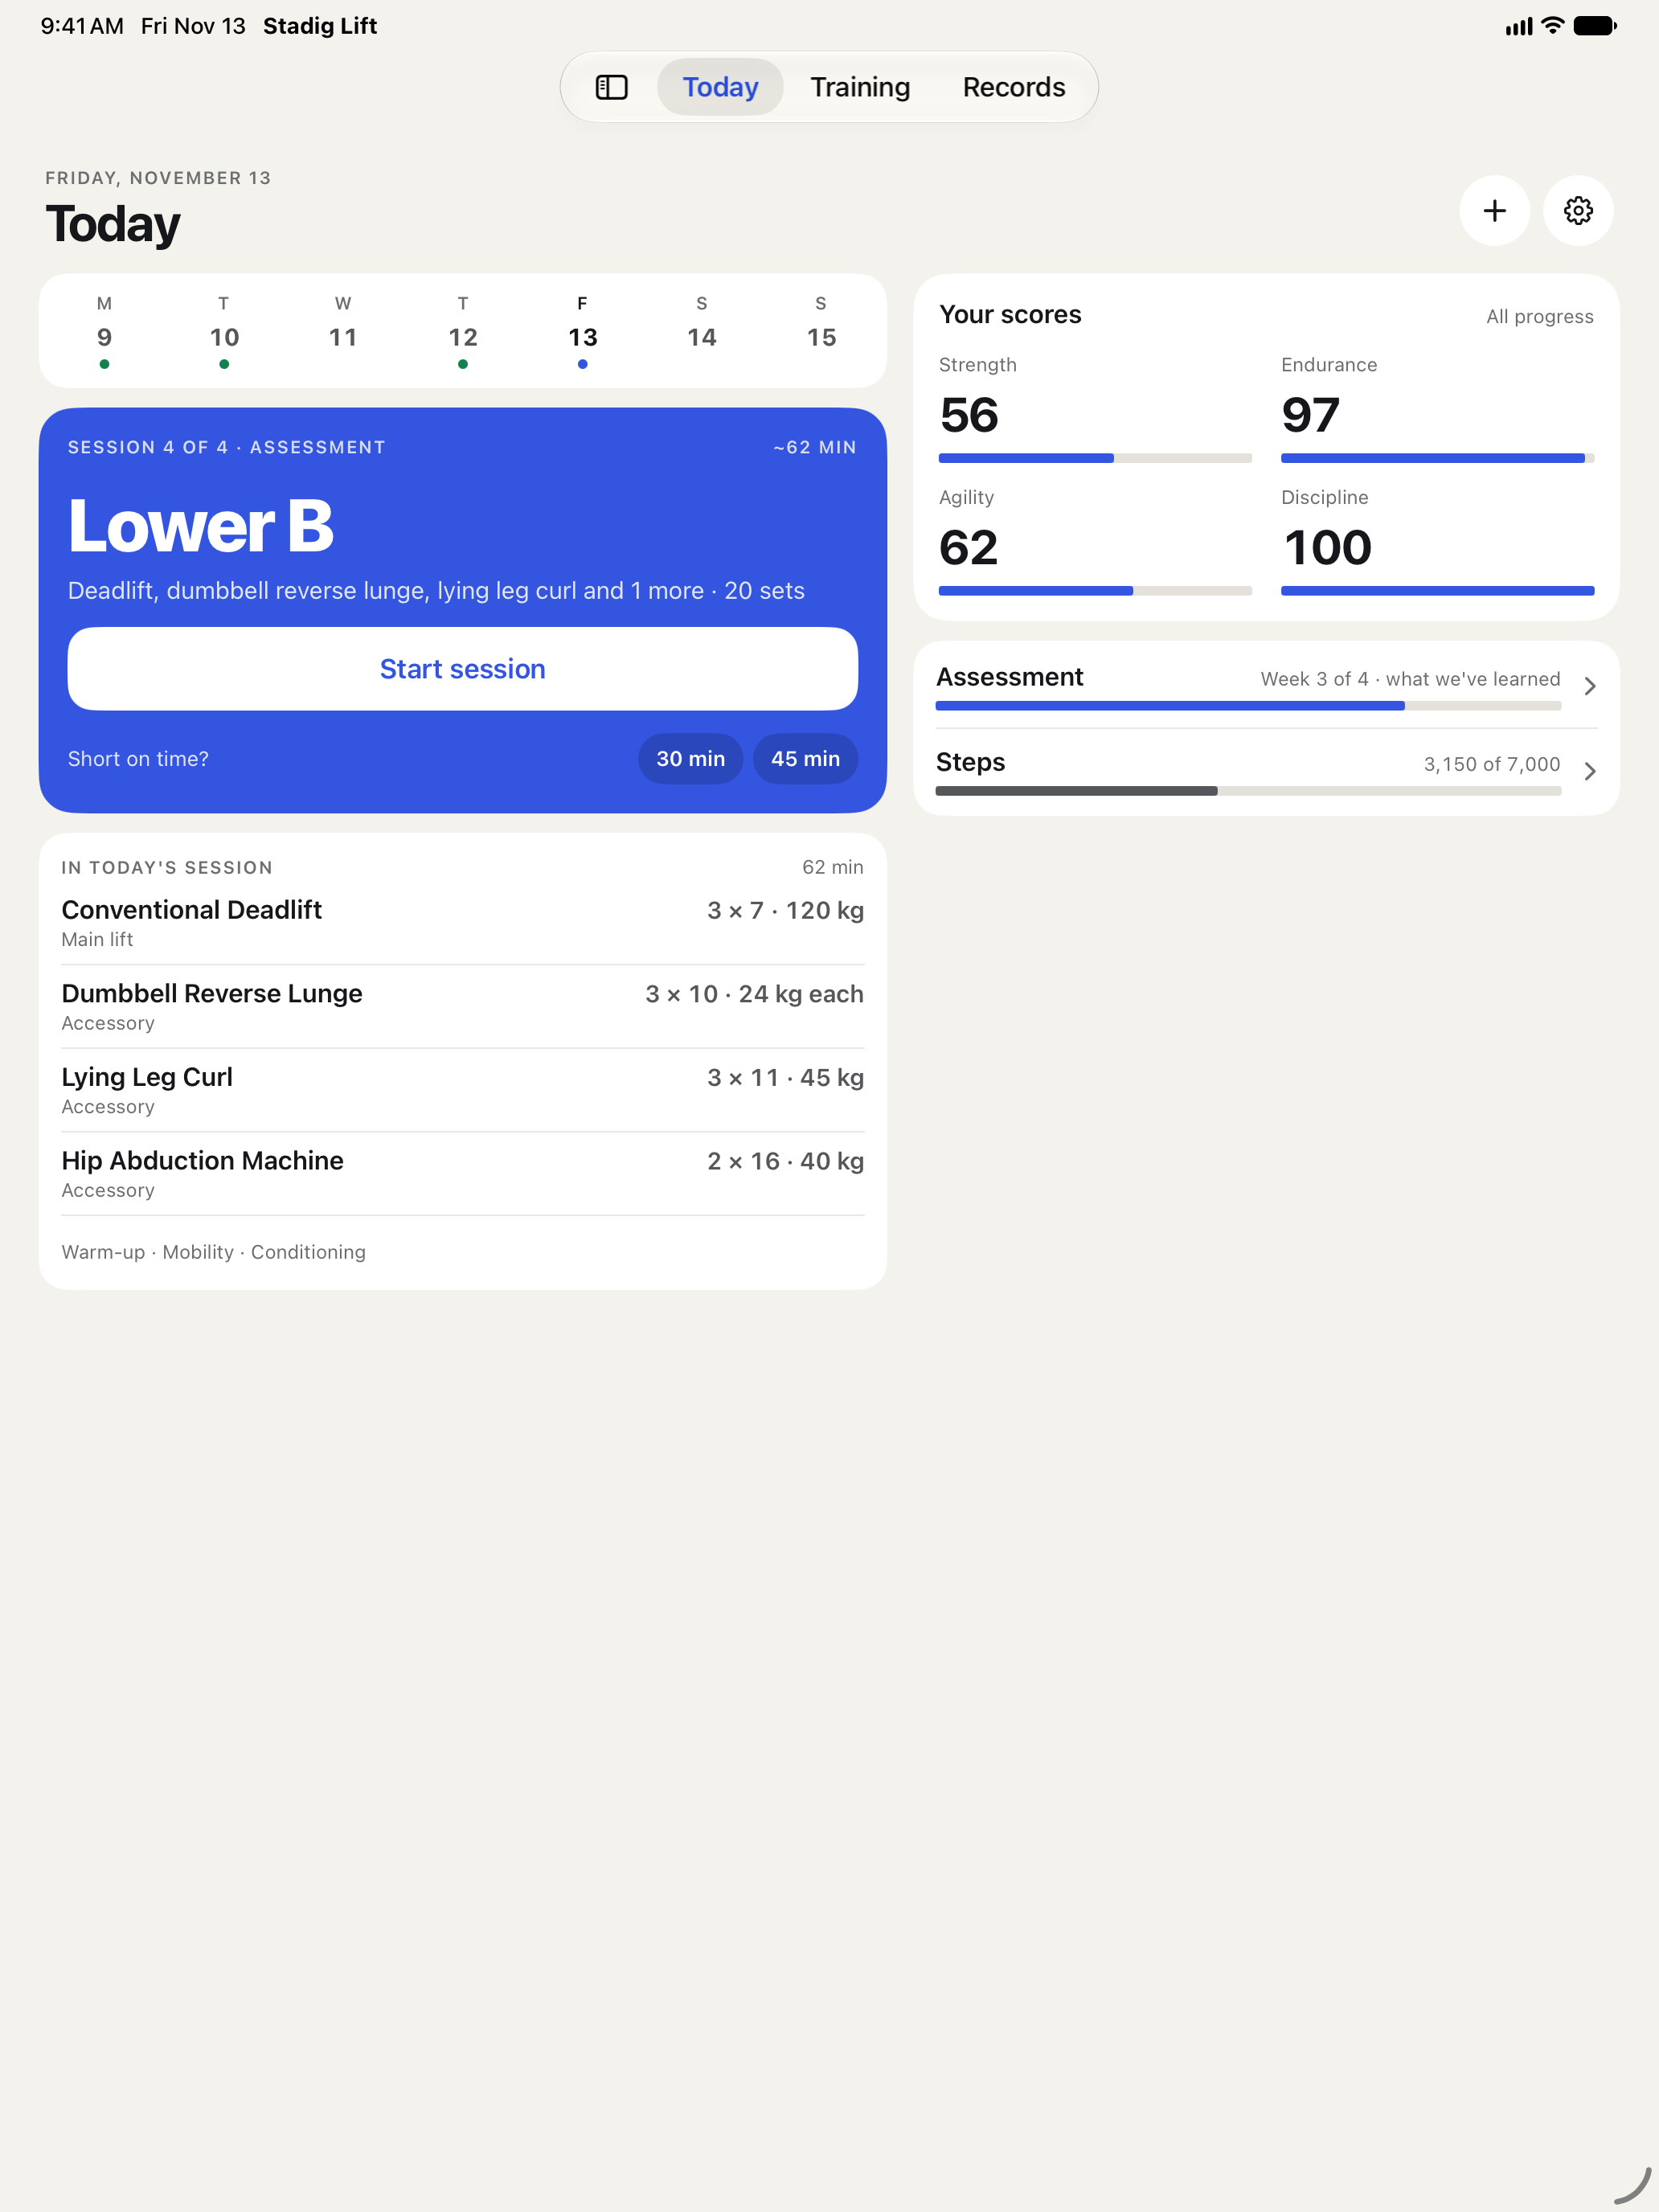 9:41 AM Fri Nov 13 Stadig Lift
Today Training Records
FRIDAY, NOVEMBER 13
Today
M T W T F S S
9 10 11 12 13 14 15
SESSION 4 OF 4 · ASSESSMENT ~62 MIN
Lower B
Deadlift, dumbbell reverse lunge, lying leg curl and 1 more · 20 sets
Start session
Short on time? 30 min 45 min
IN TODAY'S SESSION 62 min
Conventional Deadlift 3 × 7 · 120 kg
Main lift
Dumbbell Reverse Lunge 3 × 10 · 24 kg each
Accessory
Lying Leg Curl 3 × 11 · 45 kg
Accessory
Hip Abduction Machine 2 × 16 · 40 kg
Accessory
Warm-up · Mobility · Conditioning
Your scores All progress
Strength Endurance
56 97
Agility Discipline
62 100
Assessment Week 3 of 4 · what we've learned
Steps 3,150 of 7,000